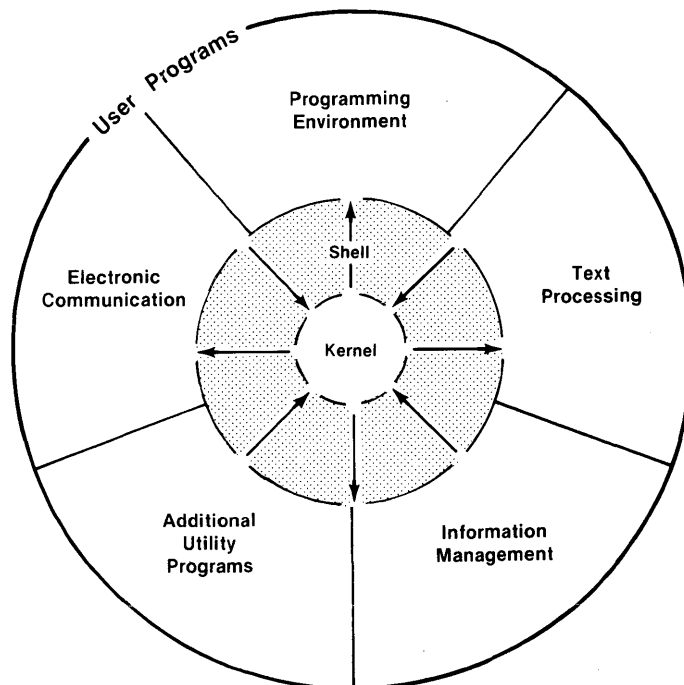 User Programs
Programming
Environment
Shell
Electronic
Communication
Text
Processing
Kernel
Additional
Utility
Programs
Information
Management